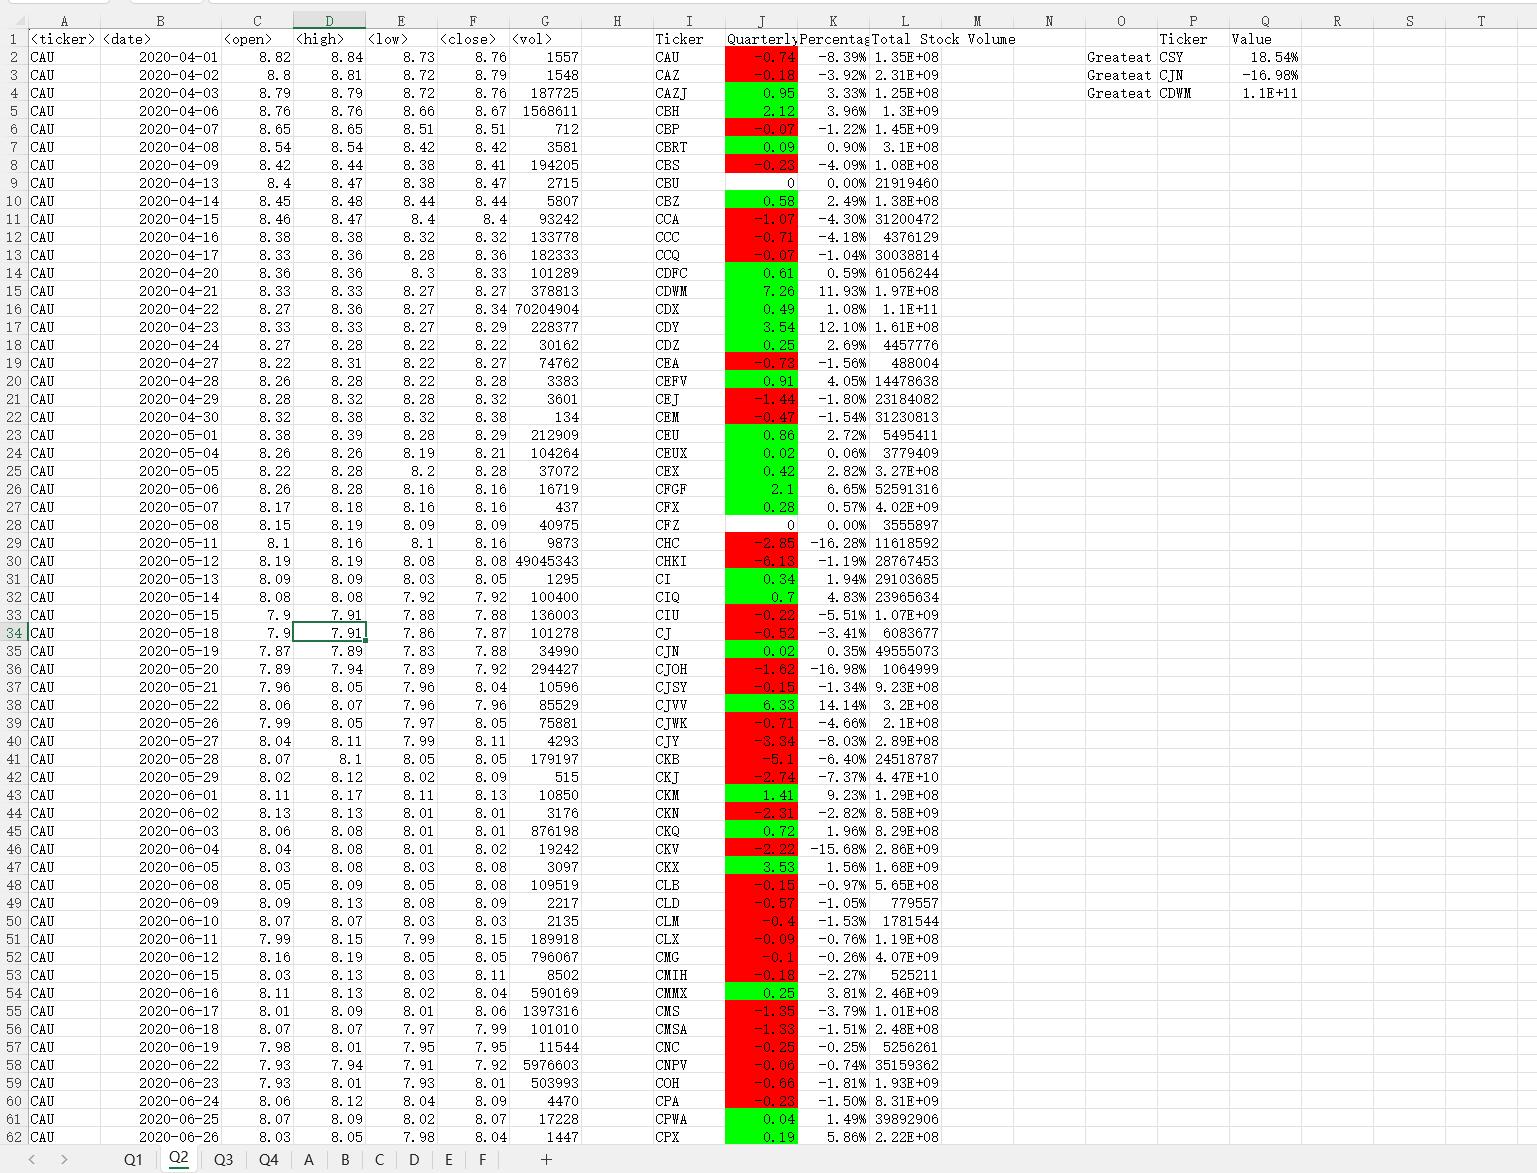 A B C D E F G H I J K L M N O P Q R S T
1 <ticker> <date> <open> <high> <low> <close> <vol> Ticker Quarterly Percentag Total Stock Volume Ticker Value
2 CAU 2020-04-01 8.82 8.84 8.73 8.76 1557 CAU -0.74 -8.39% 1.35E+08 Greateat CSY 18.54%
3 CAU 2020-04-02 8.8 8.81 8.72 8.79 1548 CAZ -0.18 -3.92% 2.31E+09 Greateat CJN -16.98%
4 CAU 2020-04-03 8.79 8.79 8.72 8.76 187725 CAZJ 0.95 3.33% 1.25E+08 Greateat CDWM 1.1E+11
5 CAU 2020-04-06 8.76 8.76 8.66 8.67 1568611 CBH 2.12 3.96% 1.3E+09
6 CAU 2020-04-07 8.65 8.65 8.51 8.51 712 CBP -0.07 -1.22% 1.45E+09
7 CAU 2020-04-08 8.54 8.54 8.42 8.42 3581 CBRT 0.09 0.90% 3.1E+08
8 CAU 2020-04-09 8.42 8.44 8.38 8.41 194205 CBS -0.23 -4.09% 1.08E+08
9 CAU 2020-04-13 8.4 8.47 8.38 8.47 2715 CBU 0 0.00% 21919460
10 CAU 2020-04-14 8.45 8.48 8.44 8.44 5807 CBZ 0.58 2.49% 1.38E+08
11 CAU 2020-04-15 8.46 8.47 8.4 8.4 93242 CCA -1.07 -4.30% 31200472
12 CAU 2020-04-16 8.38 8.38 8.32 8.32 133778 CCC -0.71 -4.18% 4376129
13 CAU 2020-04-17 8.33 8.36 8.28 8.36 182333 CCQ -0.07 -1.04% 30038814
14 CAU 2020-04-20 8.36 8.36 8.3 8.33 101289 CDFC 0.61 0.59% 61056244
15 CAU 2020-04-21 8.33 8.33 8.27 8.27 378813 CDWM 7.26 11.93% 1.97E+08
16 CAU 2020-04-22 8.27 8.36 8.27 8.34 70204904 CDX 0.49 1.08% 1.1E+11
17 CAU 2020-04-23 8.33 8.33 8.27 8.29 228377 CDY 3.54 12.10% 1.61E+08
18 CAU 2020-04-24 8.27 8.28 8.22 8.22 30162 CDZ 0.25 2.69% 4457776
19 CAU 2020-04-27 8.22 8.31 8.22 8.27 74762 CEA -0.73 -1.56% 488004
20 CAU 2020-04-28 8.26 8.28 8.22 8.28 3383 CEFV 0.91 4.05% 14478638
21 CAU 2020-04-29 8.28 8.32 8.28 8.32 3601 CEJ -1.44 -1.80% 23184082
22 CAU 2020-04-30 8.32 8.38 8.32 8.38 134 CEM -0.47 -1.54% 31230813
23 CAU 2020-05-01 8.38 8.39 8.28 8.29 212909 CEU 0.86 2.72% 5495411
24 CAU 2020-05-04 8.26 8.26 8.19 8.21 104264 CEUX 0.02 0.06% 3779409
25 CAU 2020-05-05 8.22 8.28 8.2 8.28 37072 CEX 0.42 2.82% 3.27E+08
26 CAU 2020-05-06 8.26 8.28 8.16 8.16 16719 CFGF 2.1 6.65% 52591316
27 CAU 2020-05-07 8.17 8.18 8.16 8.16 437 CFX 0.28 0.57% 4.02E+09
28 CAU 2020-05-08 8.15 8.19 8.09 8.09 40975 CFZ 0 0.00% 3555897
29 CAU 2020-05-11 8.1 8.16 8.1 8.16 9873 CHC -2.85 -16.28% 11618592
30 CAU 2020-05-12 8.19 8.19 8.08 8.08 49045343 CHKI -6.13 -1.19% 28767453
31 CAU 2020-05-13 8.09 8.09 8.03 8.05 1295 CI 0.34 1.94% 29103685
32 CAU 2020-05-14 8.08 8.08 7.92 7.92 100400 CIQ 0.7 4.83% 23965634
33 CAU 2020-05-15 7.9 7.91 7.88 7.88 136003 CIU -0.22 -5.51% 1.07E+09
34 CAU 2020-05-18 7.9 7.91 7.86 7.87 101278 CJ -0.52 -3.41% 6083677
35 CAU 2020-05-19 7.87 7.89 7.83 7.88 34990 CJN 0.02 0.35% 49555073
36 CAU 2020-05-20 7.89 7.94 7.89 7.92 294427 CJOH -1.62 -16.98% 1064999
37 CAU 2020-05-21 7.96 8.05 7.96 8.04 10596 CJSY -0.15 -1.34% 9.23E+08
38 CAU 2020-05-22 8.06 8.07 7.96 7.96 85529 CJVV 6.33 14.14% 3.2E+08
39 CAU 2020-05-26 7.99 8.05 7.97 8.05 75881 CJWK -0.71 -4.66% 2.1E+08
40 CAU 2020-05-27 8.04 8.11 7.99 8.11 4293 CJY -3.34 -8.03% 2.89E+08
41 CAU 2020-05-28 8.07 8.1 8.05 8.05 179197 CKB -5.1 -6.40% 24518787
42 CAU 2020-05-29 8.02 8.12 8.02 8.09 515 CKJ -2.74 -7.37% 4.47E+10
43 CAU 2020-06-01 8.11 8.17 8.11 8.13 10850 CKM 1.41 9.23% 1.29E+08
44 CAU 2020-06-02 8.13 8.13 8.01 8.01 3176 CKN -2.81 -2.82% 8.58E+09
45 CAU 2020-06-03 8.06 8.08 8.01 8.01 876198 CKQ 0.72 1.96% 8.29E+08
46 CAU 2020-06-04 8.04 8.08 8.01 8.02 19242 CKV -2.22 -15.68% 2.86E+09
47 CAU 2020-06-05 8.03 8.08 8.03 8.08 3097 CKX 3.53 1.56% 1.68E+09
48 CAU 2020-06-08 8.05 8.09 8.05 8.08 109519 CLB -0.15 -0.97% 5.65E+08
49 CAU 2020-06-09 8.09 8.13 8.08 8.09 2217 CLD -0.57 -1.05% 779557
50 CAU 2020-06-10 8.07 8.07 8.03 8.03 2135 CLM -0.4 -1.53% 1781544
51 CAU 2020-06-11 7.99 8.15 7.99 8.15 189918 CLX -0.09 -0.76% 1.19E+08
52 CAU 2020-06-12 8.16 8.19 8.05 8.05 796067 CMG -0.1 -0.26% 4.07E+09
53 CAU 2020-06-15 8.03 8.13 8.03 8.11 8502 CMIH -0.18 -2.27% 525211
54 CAU 2020-06-16 8.11 8.13 8.02 8.04 590169 CMMX 0.25 3.81% 2.46E+09
55 CAU 2020-06-17 8.01 8.09 8.01 8.06 1397316 CMS -1.35 -3.79% 1.01E+08
56 CAU 2020-06-18 8.07 8.07 7.97 7.99 101010 CMSA -1.33 -1.51% 2.48E+08
57 CAU 2020-06-19 7.98 8.01 7.95 7.95 11544 CNC -0.25 -0.25% 5256261
58 CAU 2020-06-22 7.93 7.94 7.91 7.92 5976603 CNPV -0.06 -0.74% 35159362
59 CAU 2020-06-23 7.93 8.01 7.93 8.01 503993 COH -0.66 -1.81% 1.93E+09
60 CAU 2020-06-24 8.06 8.12 8.04 8.09 4470 CPA -0.23 -1.50% 8.31E+09
61 CAU 2020-06-25 8.07 8.09 8.02 8.07 17228 CPWA 0.04 1.49% 39892906
62 CAU 2020-06-26 8.03 8.05 7.98 8.04 1447 CPX 0.19 5.86% 2.22E+08
Q1 Q2 Q3 Q4 A B C D E F +